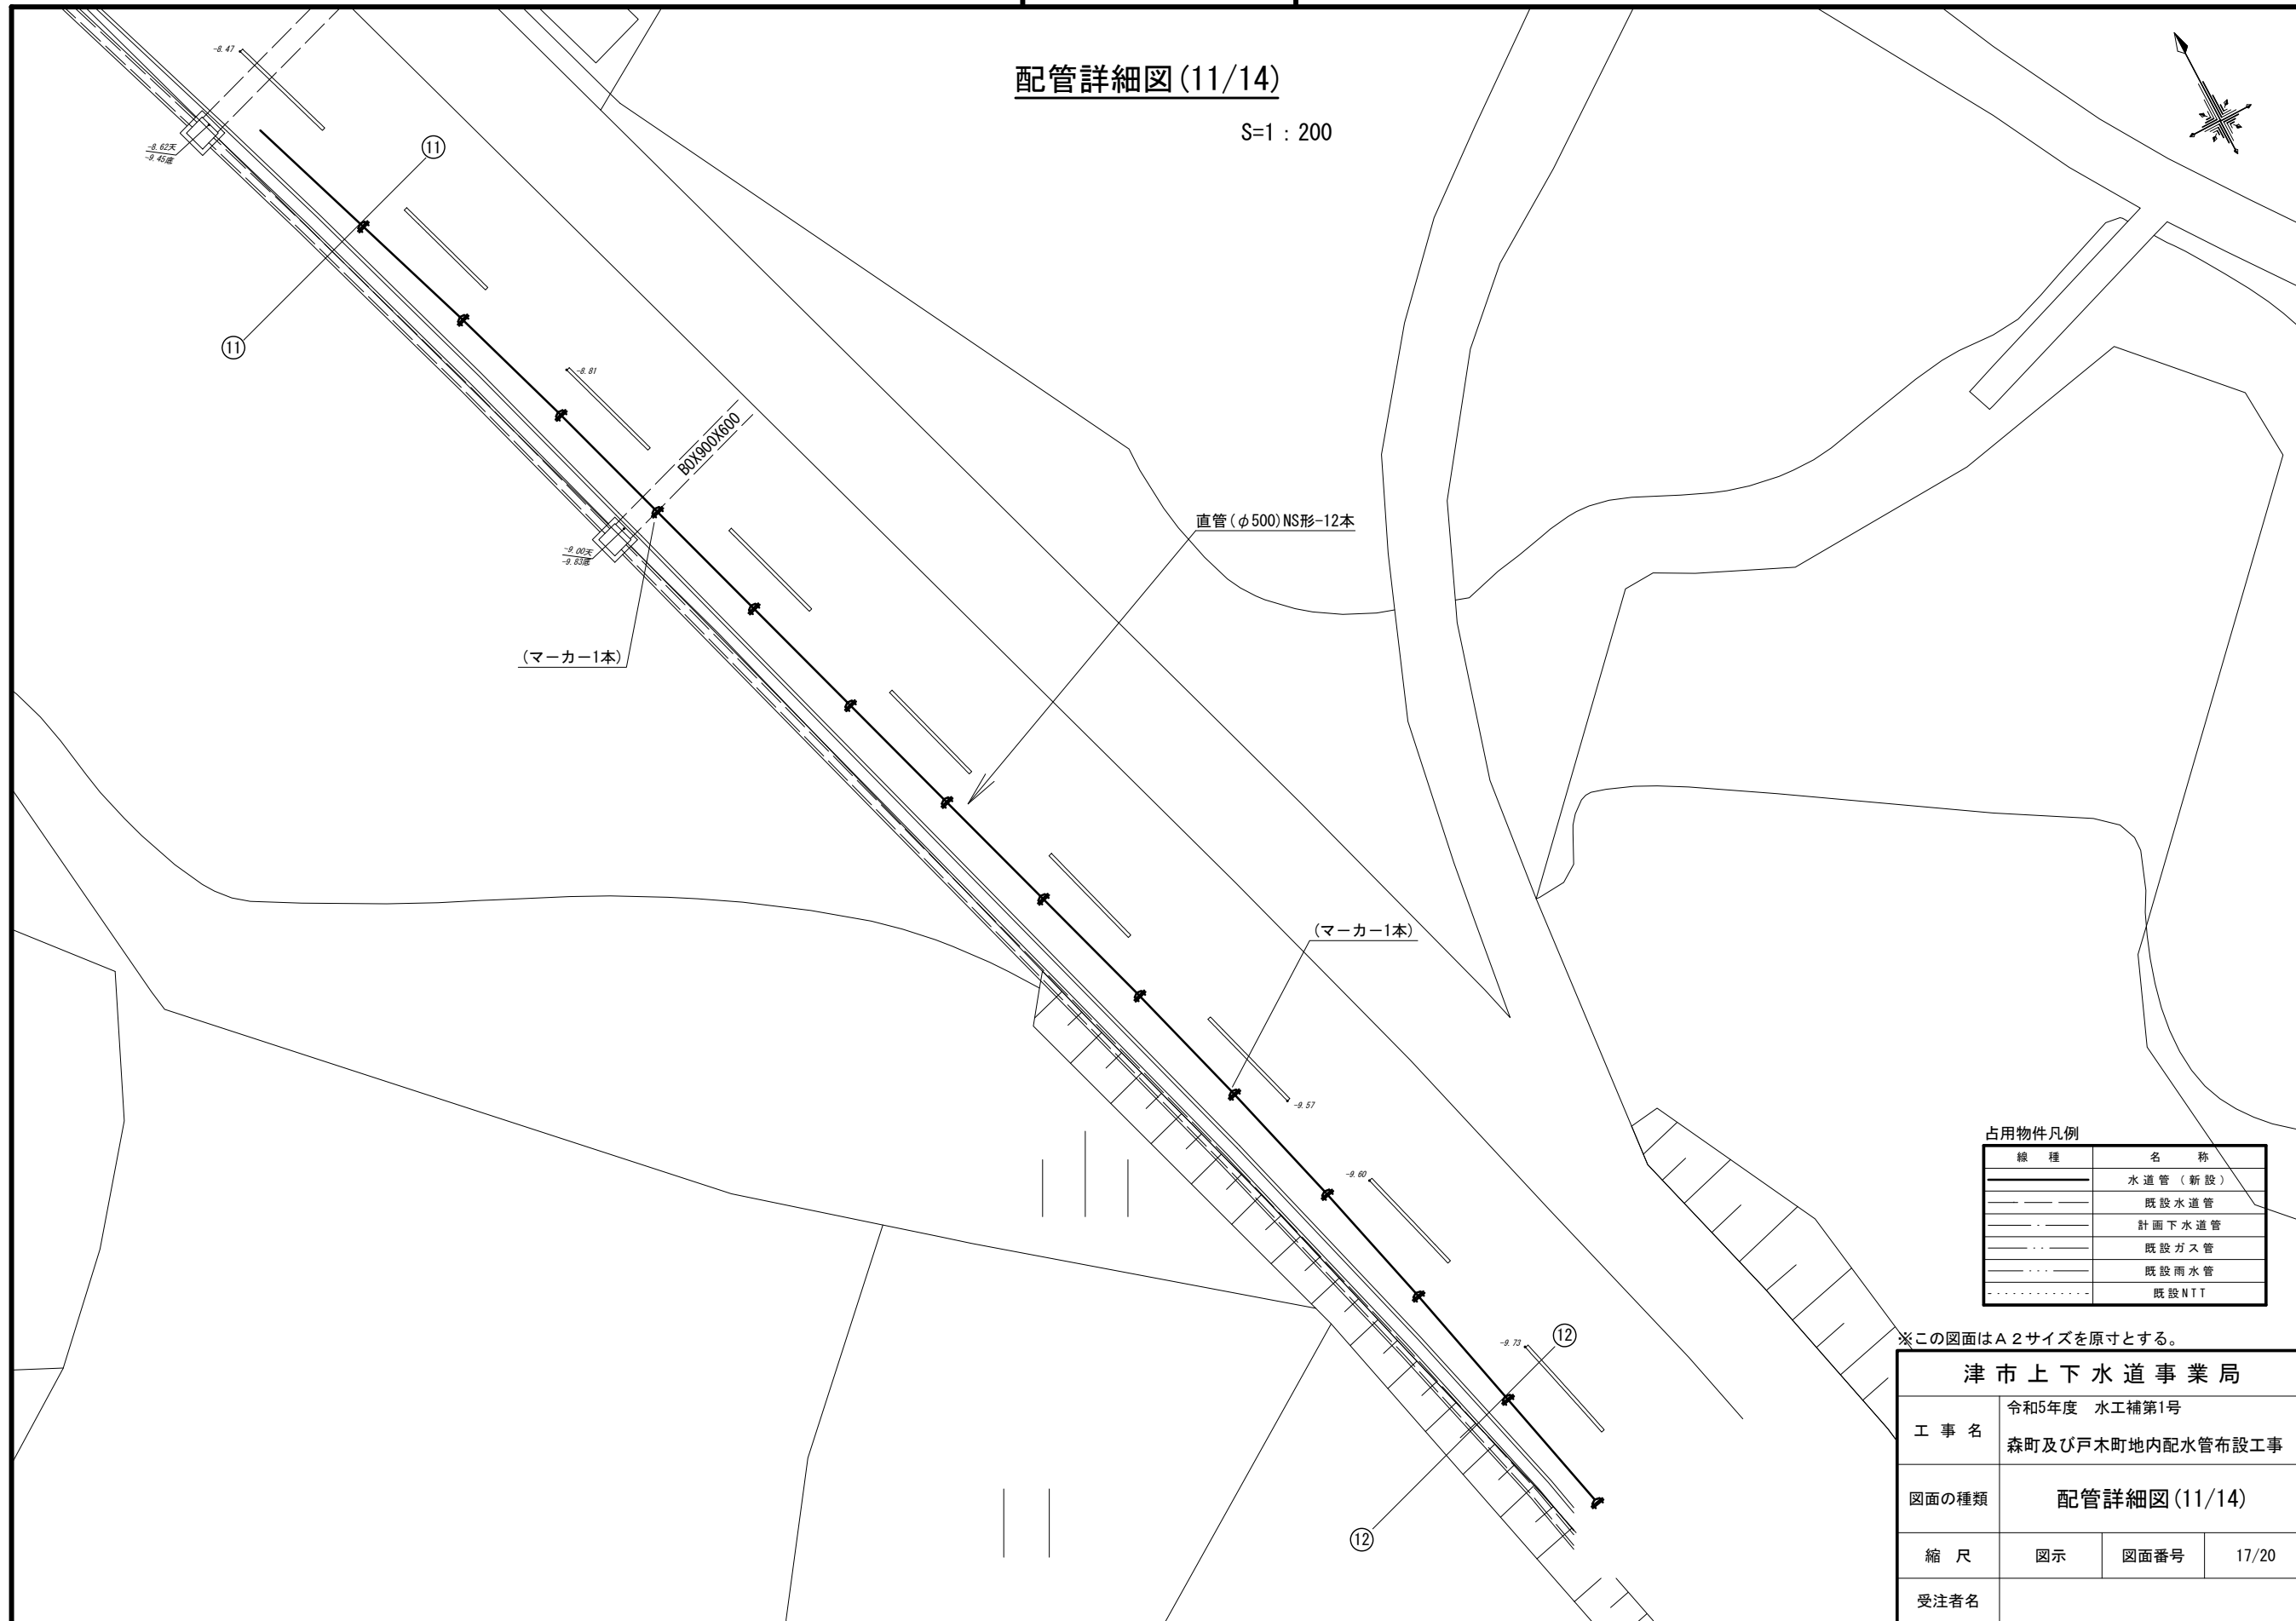 配管詳細図(11/14)
S=1：200
-8.47
-8.62天
-9.45底
⑪
⑪
-8.81
BOX900X600
-9.00天
-9.83底
直管(φ500)NS形-12本
(マーカー1本)
(マーカー1本)
-9.57
-9.60
-9.73
⑫
⑫
占用物件凡例
線種 名称
水道管（新設）
既設水道管
計画下水道管
既設ガス管
既設雨水管
既設NTT
※この図面はA2サイズを原寸とする。
津市上下水道事業局
工事名 令和5年度 水工補第1号
森町及び戸木町地内配水管布設工事
図面の種類 配管詳細図(11/14)
縮尺 図示 図面番号 17/20
受注者名